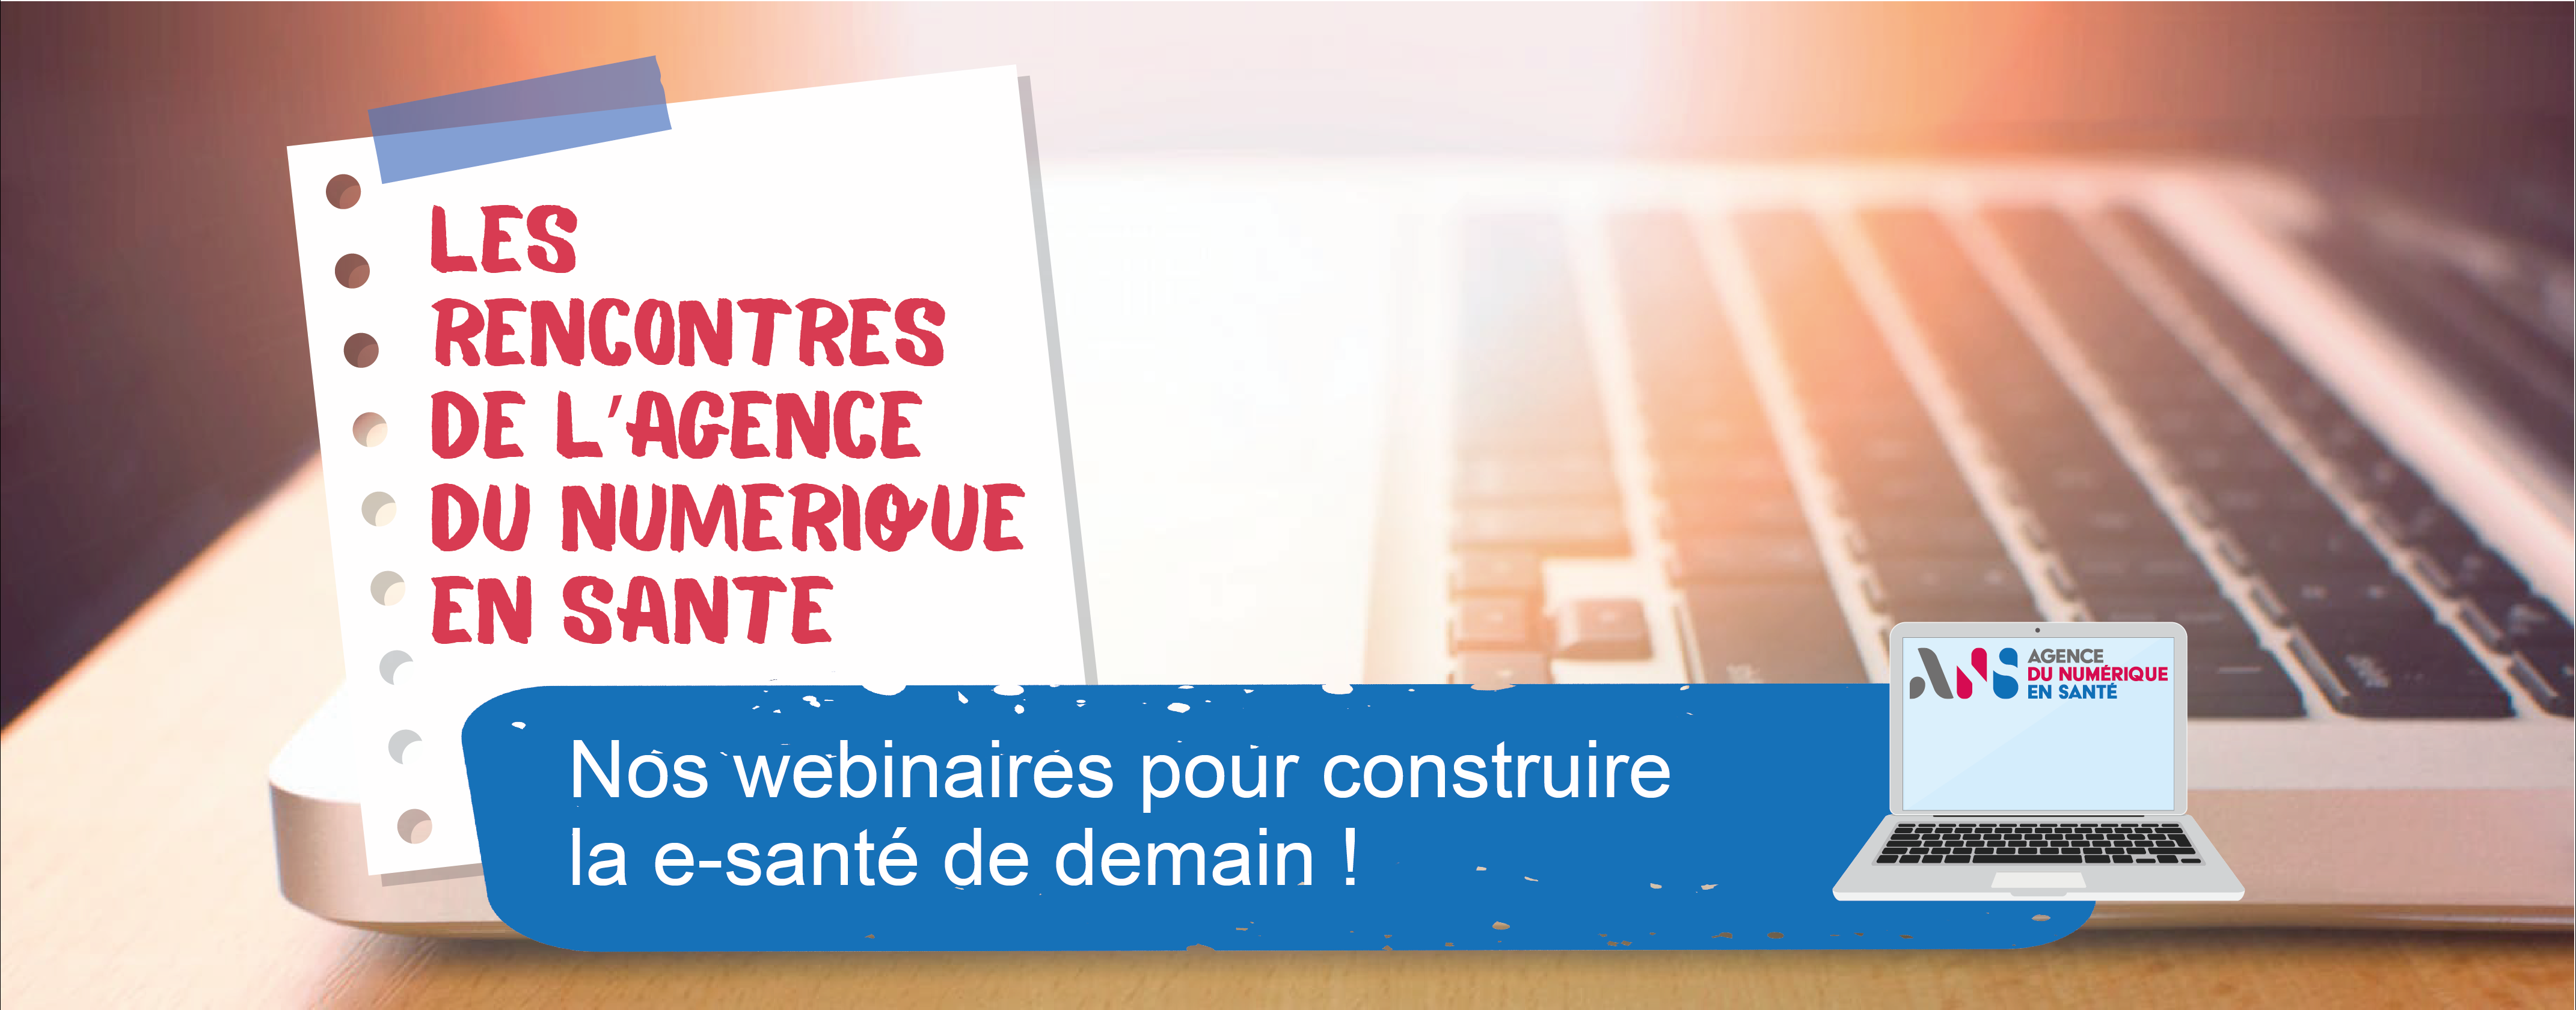 LES
RENCONTRES
DE L'AGENCE
DU NUMERIQUE
EN SANTE
Nos webinaires pour construire
la e-santé de demain !
ANS
AGENCE
DU NUMÉRIQUE
EN SANTÉ